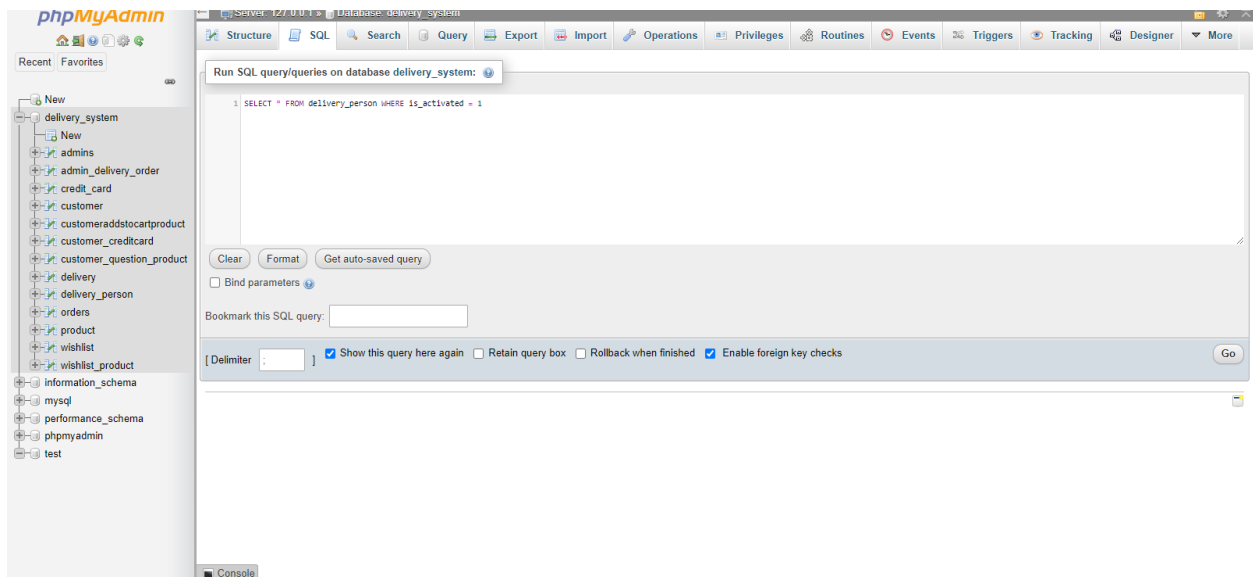 phpMyAdmin
Server: 127.0.0.1 » Database: delivery_system
Structure SQL Search Query Export Import Operations Privileges Routines Events Triggers Tracking Designer More
Recent Favorites
New
delivery_system
New
admins
admin_delivery_order
credit_card
customer
customeraddstocartproduct
customer_creditcard
customer_question_product
delivery
delivery_person
orders
product
wishlist
wishlist_product
information_schema
mysql
performance_schema
phpmyadmin
test
Run SQL query/queries on database delivery_system:
1 SELECT * FROM delivery_person WHERE is_activated = 1
Clear Format Get auto-saved query
Bind parameters
Bookmark this SQL query:
[ Delimiter ; ] Show this query here again Retain query box Rollback when finished Enable foreign key checks Go
Console